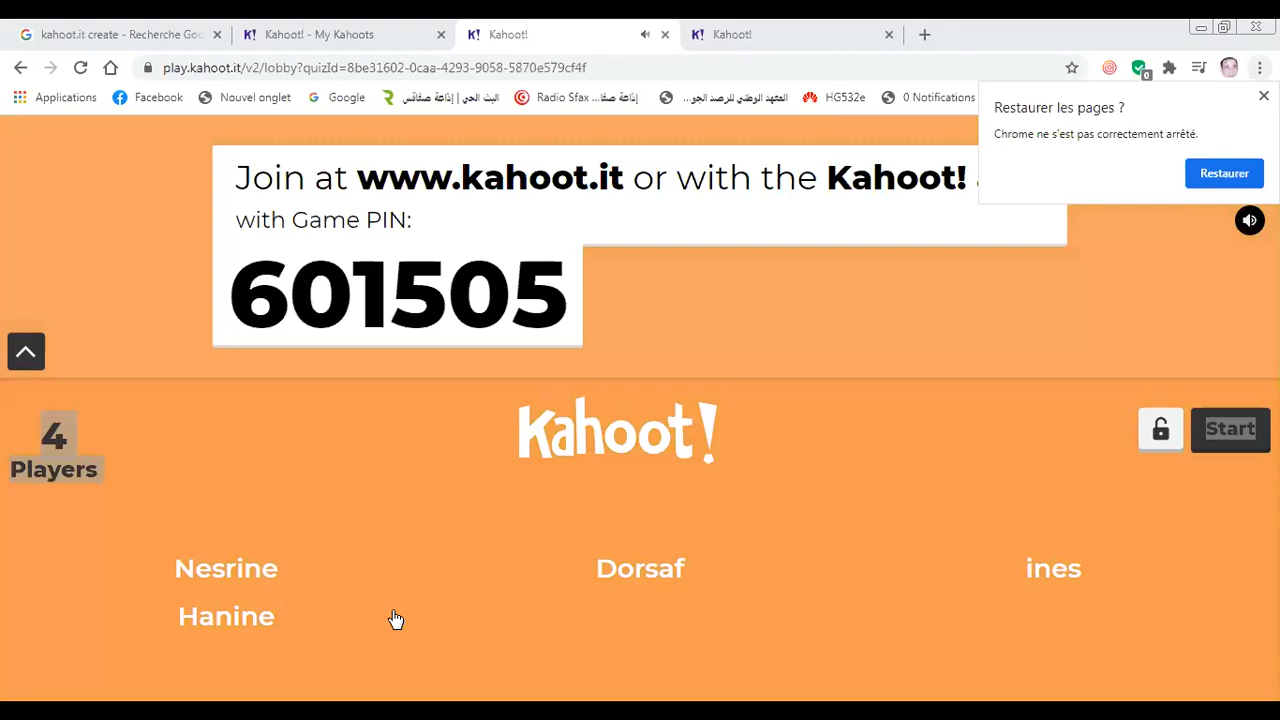 kahoot.it create - Recherche Goo
Kahoot! - My Kahoots
Kahoot!
Kahoot!
play.kahoot.it/v2/lobby?quizId=8be31602-0caa-4293-9058-5870e579cf4f
0
Applications
Facebook
Nouvel onglet
Google
البث الحي | إذاعة صفاقس
Radio Sfax إذاعة صفا...
المعهد الوطني للرصد الجو...
HG532e
0 Notifications
Restaurer les pages ?
Chrome ne s'est pas correctement arrêté.
Restaurer
Join at www.kahoot.it or with the Kahoot!
with Game PIN:
601505
4
Players
Kahoot!
Start
Nesrine
Dorsaf
ines
Hanine